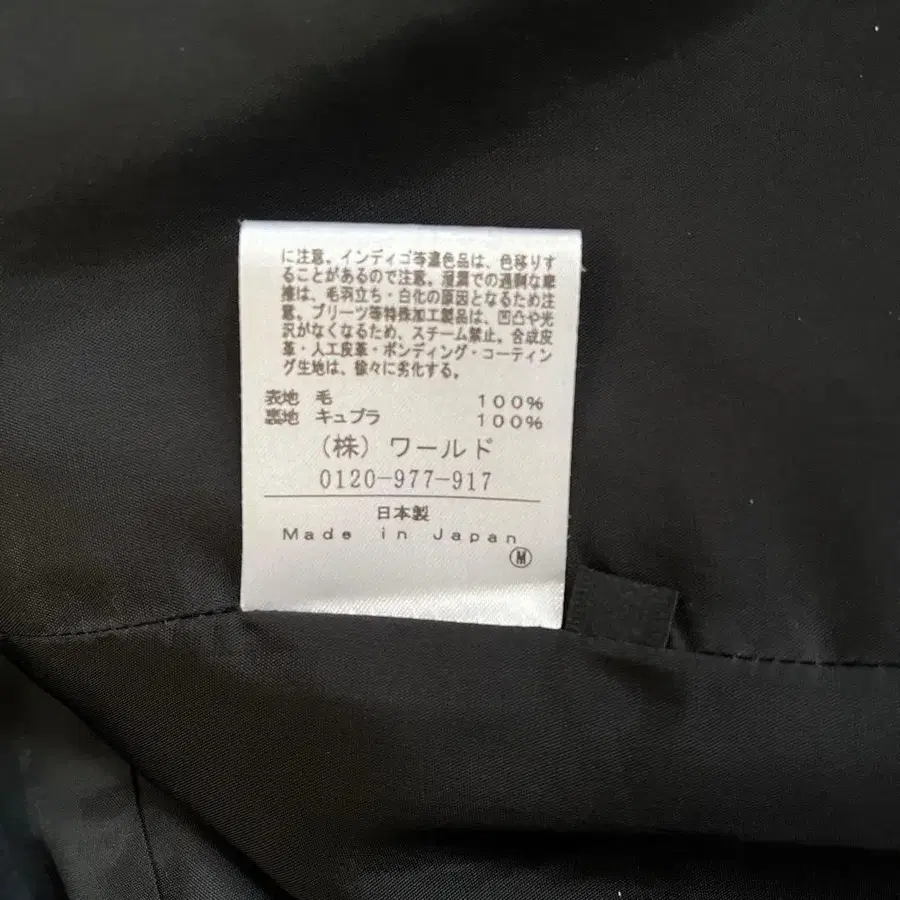 に注意。インディゴ等濃色品は、色移りす
ることがあるので注意。湿潤での過剰な摩
擦は、毛羽立ち・白化の原因となるため注
意。プリーツ等特殊加工製品は、凹凸や光
沢がなくなるため、スチーム禁止。合成皮
革・人工皮革・ボンディング・コーティン
グ生地は、徐々に劣化する。
表地 毛 100%
裏地 キュプラ 100%
(株) ワールド
0120-977-917
日本製
Made in Japan
Ⓜ